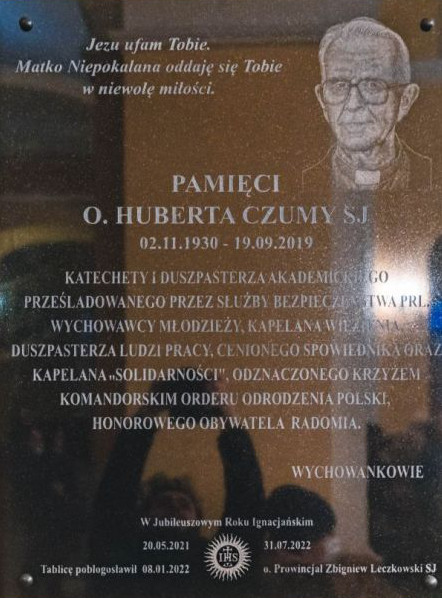 Jezu ufam Tobie.
Matko Niepokalana oddaję się Tobie
w niewolę miłości.
PAMIĘCI
O. HUBERTA CZUMY SJ
02.11.1930 - 19.09.2019
KATECHETY I DUSZPASTERZA AKADEMICKIEGO
PRZEŚLADOWANEGO PRZEZ SŁUŻBY BEZPIECZEŃSTWA PRL,
WYCHOWAWCY MŁODZIEŻY, KAPELANA WIĘZIENIA,
DUSZPASTERZA LUDZI PRACY, CENIONEGO SPOWIEDNIKA ORAZ
KAPELANA „SOLIDARNOŚCI", ODZNACZONEGO KRZYŻEM
KOMANDORSKIM ORDERU ODRODZENIA POLSKI,
HONOROWEGO OBYWATELA RADOMIA.
WYCHOWANKOWIE
W Jubileuszowym Roku Ignacjańskim
20.05.2021 31.07.2022
IHS
Tablicę pobłogosławił 08.01.2022 o. Prowincjał Zbigniew Leczkowski SJ